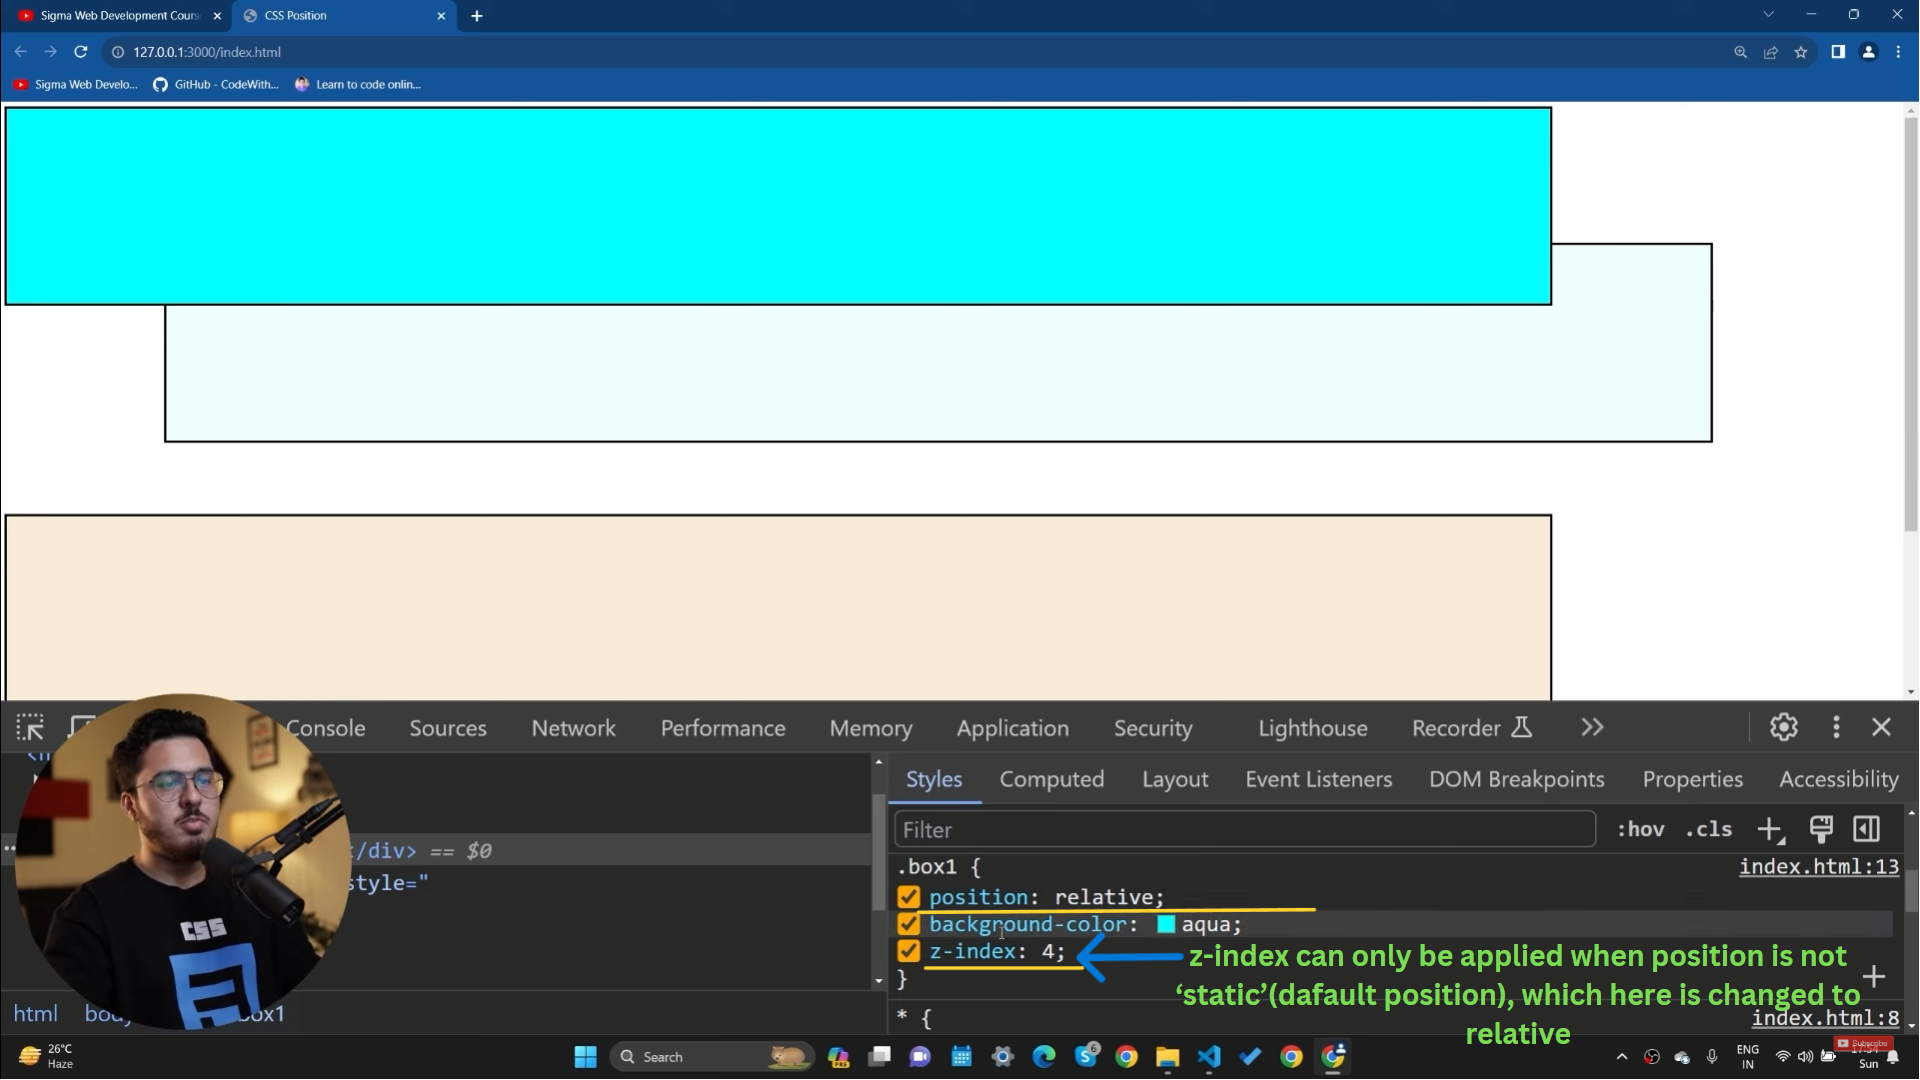 Sigma Web Development Cours
CSS Position
127.0.0.1:3000/index.html
Sigma Web Develo...
GitHub - CodeWith...
Learn to code onlin...
Console
Sources
Network
Performance
Memory
Application
Security
Lighthouse
Recorder
Styles
Computed
Layout
Event Listeners
DOM Breakpoints
Properties
Accessibility
Filter
:hov
.cls
</div> == $0
style="
.box1 {
index.html:13
position: relative;
background-color: aqua;
z-index: 4;
}
z-index can only be applied when position is not
‘static’(dafault position), which here is changed to
relative
* {
index.html:8
CSS
html
26°C
Haze
Search
PRE
6
ENG
IN
Subscribe
Sun